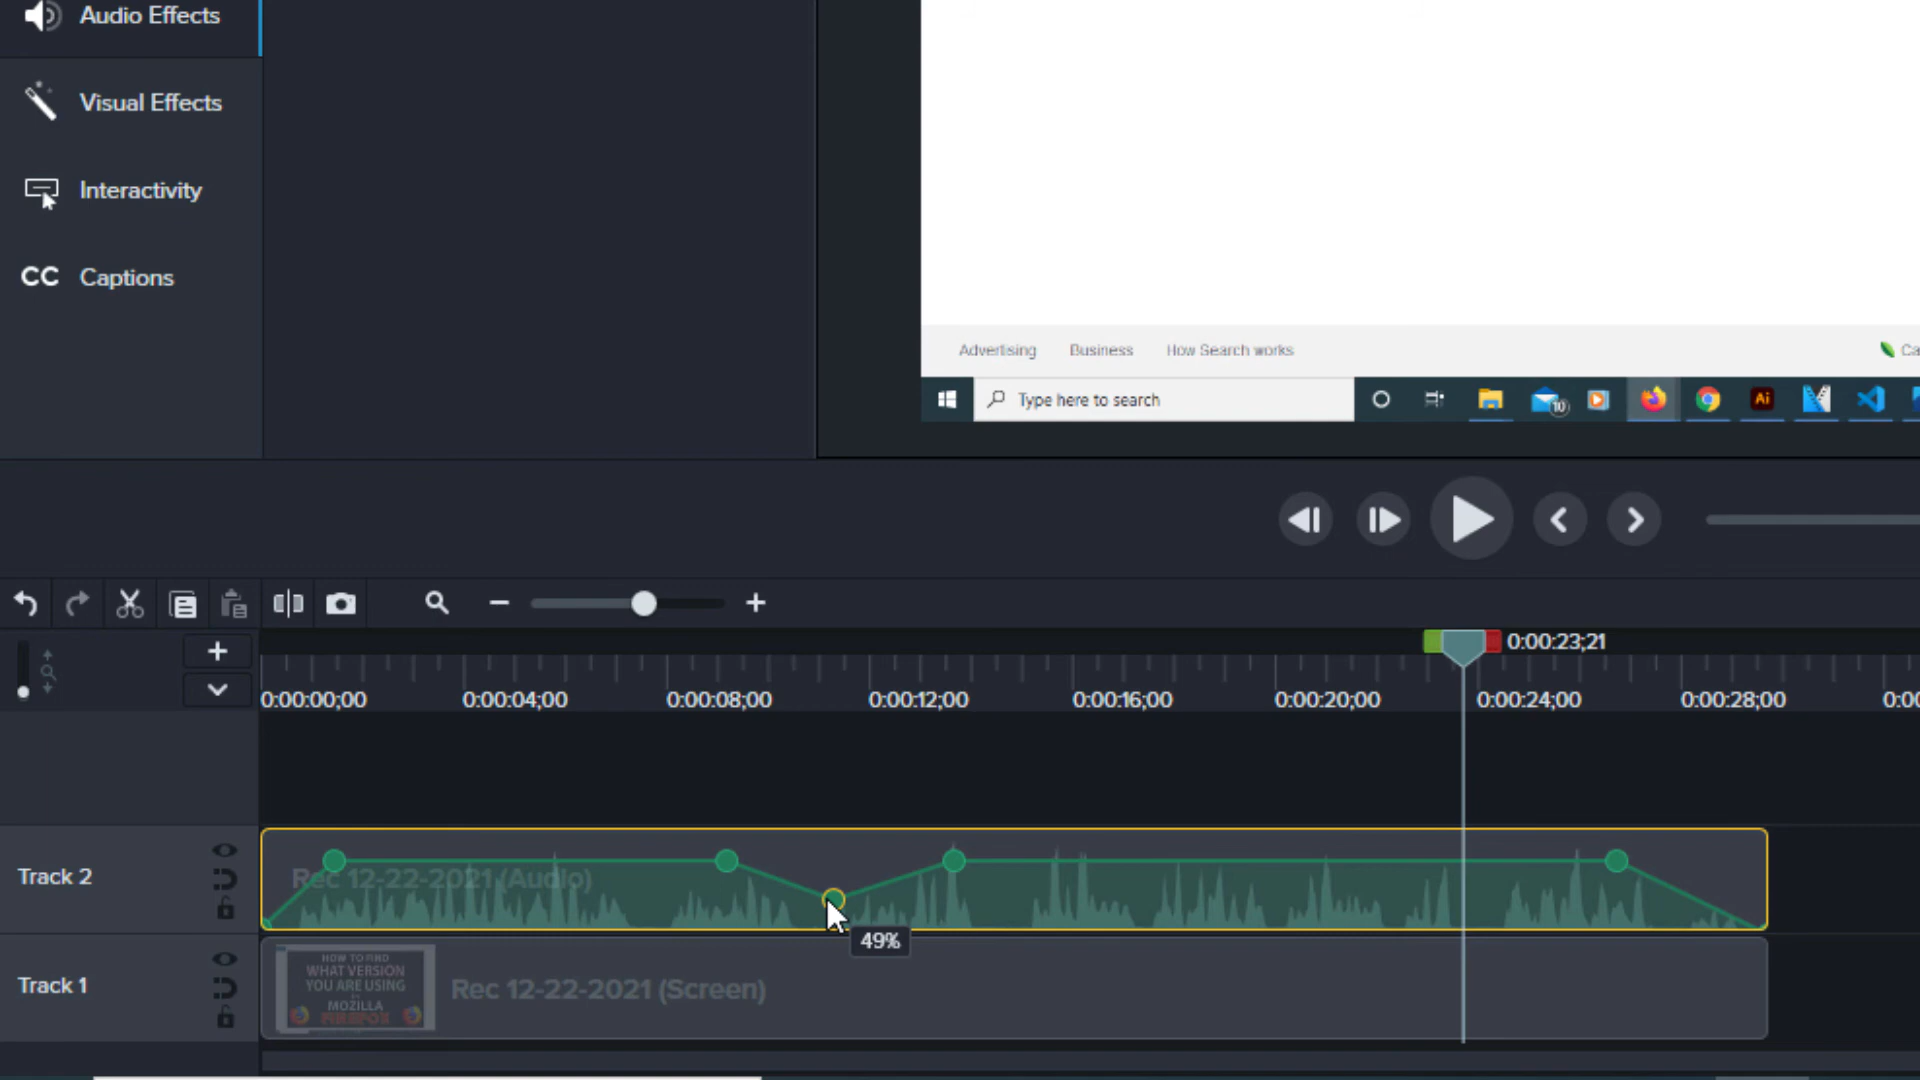 Audio Effects
Visual Effects
Interactivity
CC Captions
Advertising Business How Search works
Type here to search
10
Ai
0:00:23;21
0:00:00;00 0:00:04;00 0:00:08;00 0:00:12;00 0:00:16;00 0:00:20;00 0:00:24;00 0:00:28;00
Track 2
Rec 12-22-2021 (Audio)
49%
Track 1
HOW TO FIND
WHAT VERSION
YOU ARE USING
MOZILLA
FIREFOX
Rec 12-22-2021 (Screen)